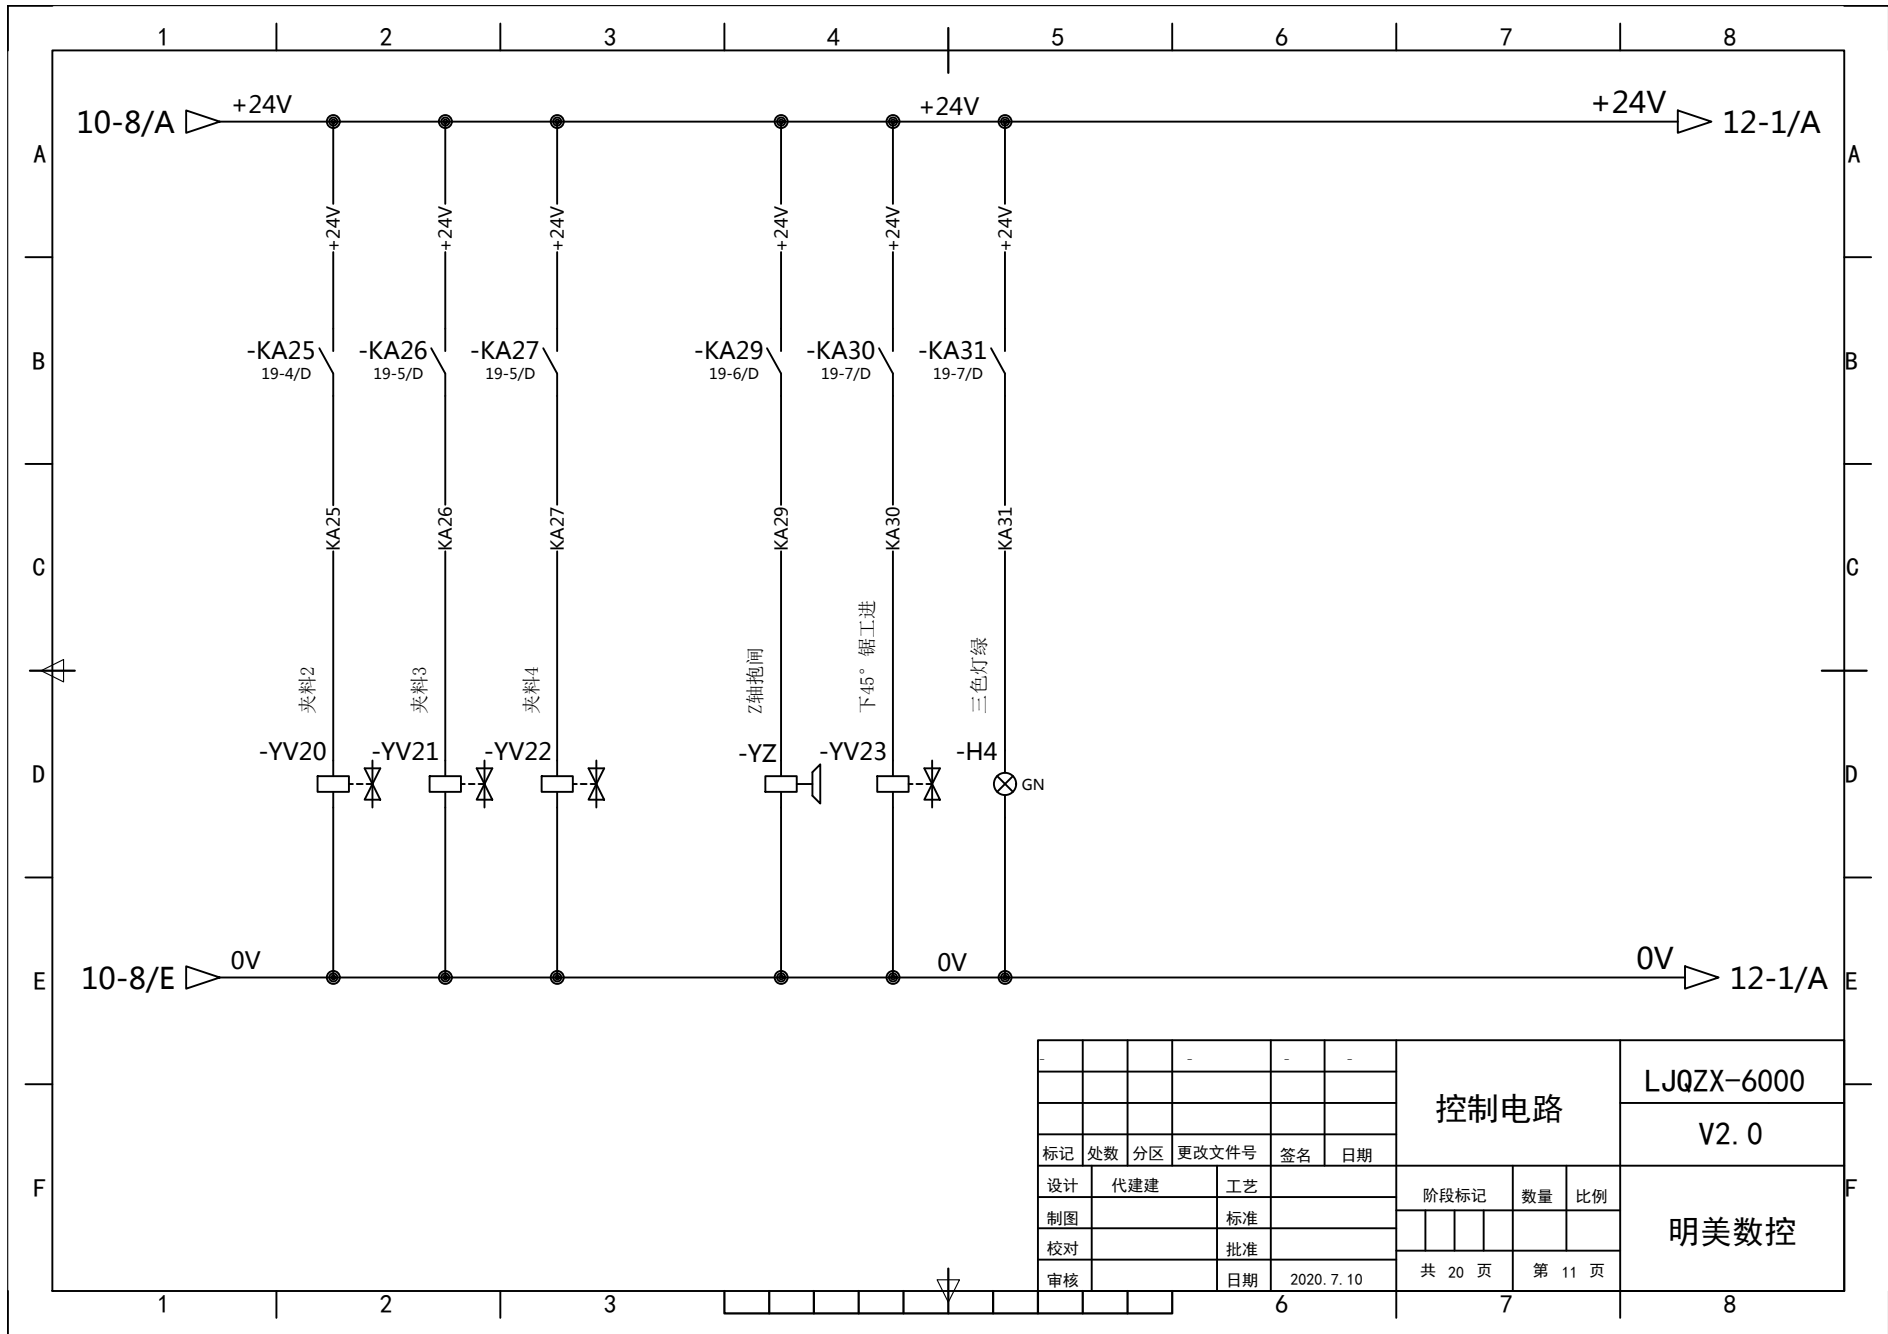 1 2 3 4 5 6 7 8
+24V +24V +24V
10-8/A 12-1/A
A A
+24V +24V +24V +24V +24V +24V
-KA25 -KA26 -KA27 -KA29 -KA30 -KA31
B B
19-4/D 19-5/D 19-5/D 19-6/D 19-7/D 19-7/D
KA25 KA26 KA27 KA29 KA30 KA31
C C
夹料2 夹料3 夹料4 Z轴抱闸 下45°锯工进 三色灯绿
-YV20 -YV21 -YV22 -YZ -YV23 -H4
D D
GN
0V 0V 0V
10-8/E 12-1/A
E E
- - - -
控制电路 LJQZX-6000
V2.0
标记 处数 分区 更改文件号 签名 日期
F F
设计 代建建 工艺 阶段标记 数量 比例
制图 标准
明美数控
校对 批准
审核 日期 2020.7.10 共 20 页 第 11 页
1 2 3 6 7 8